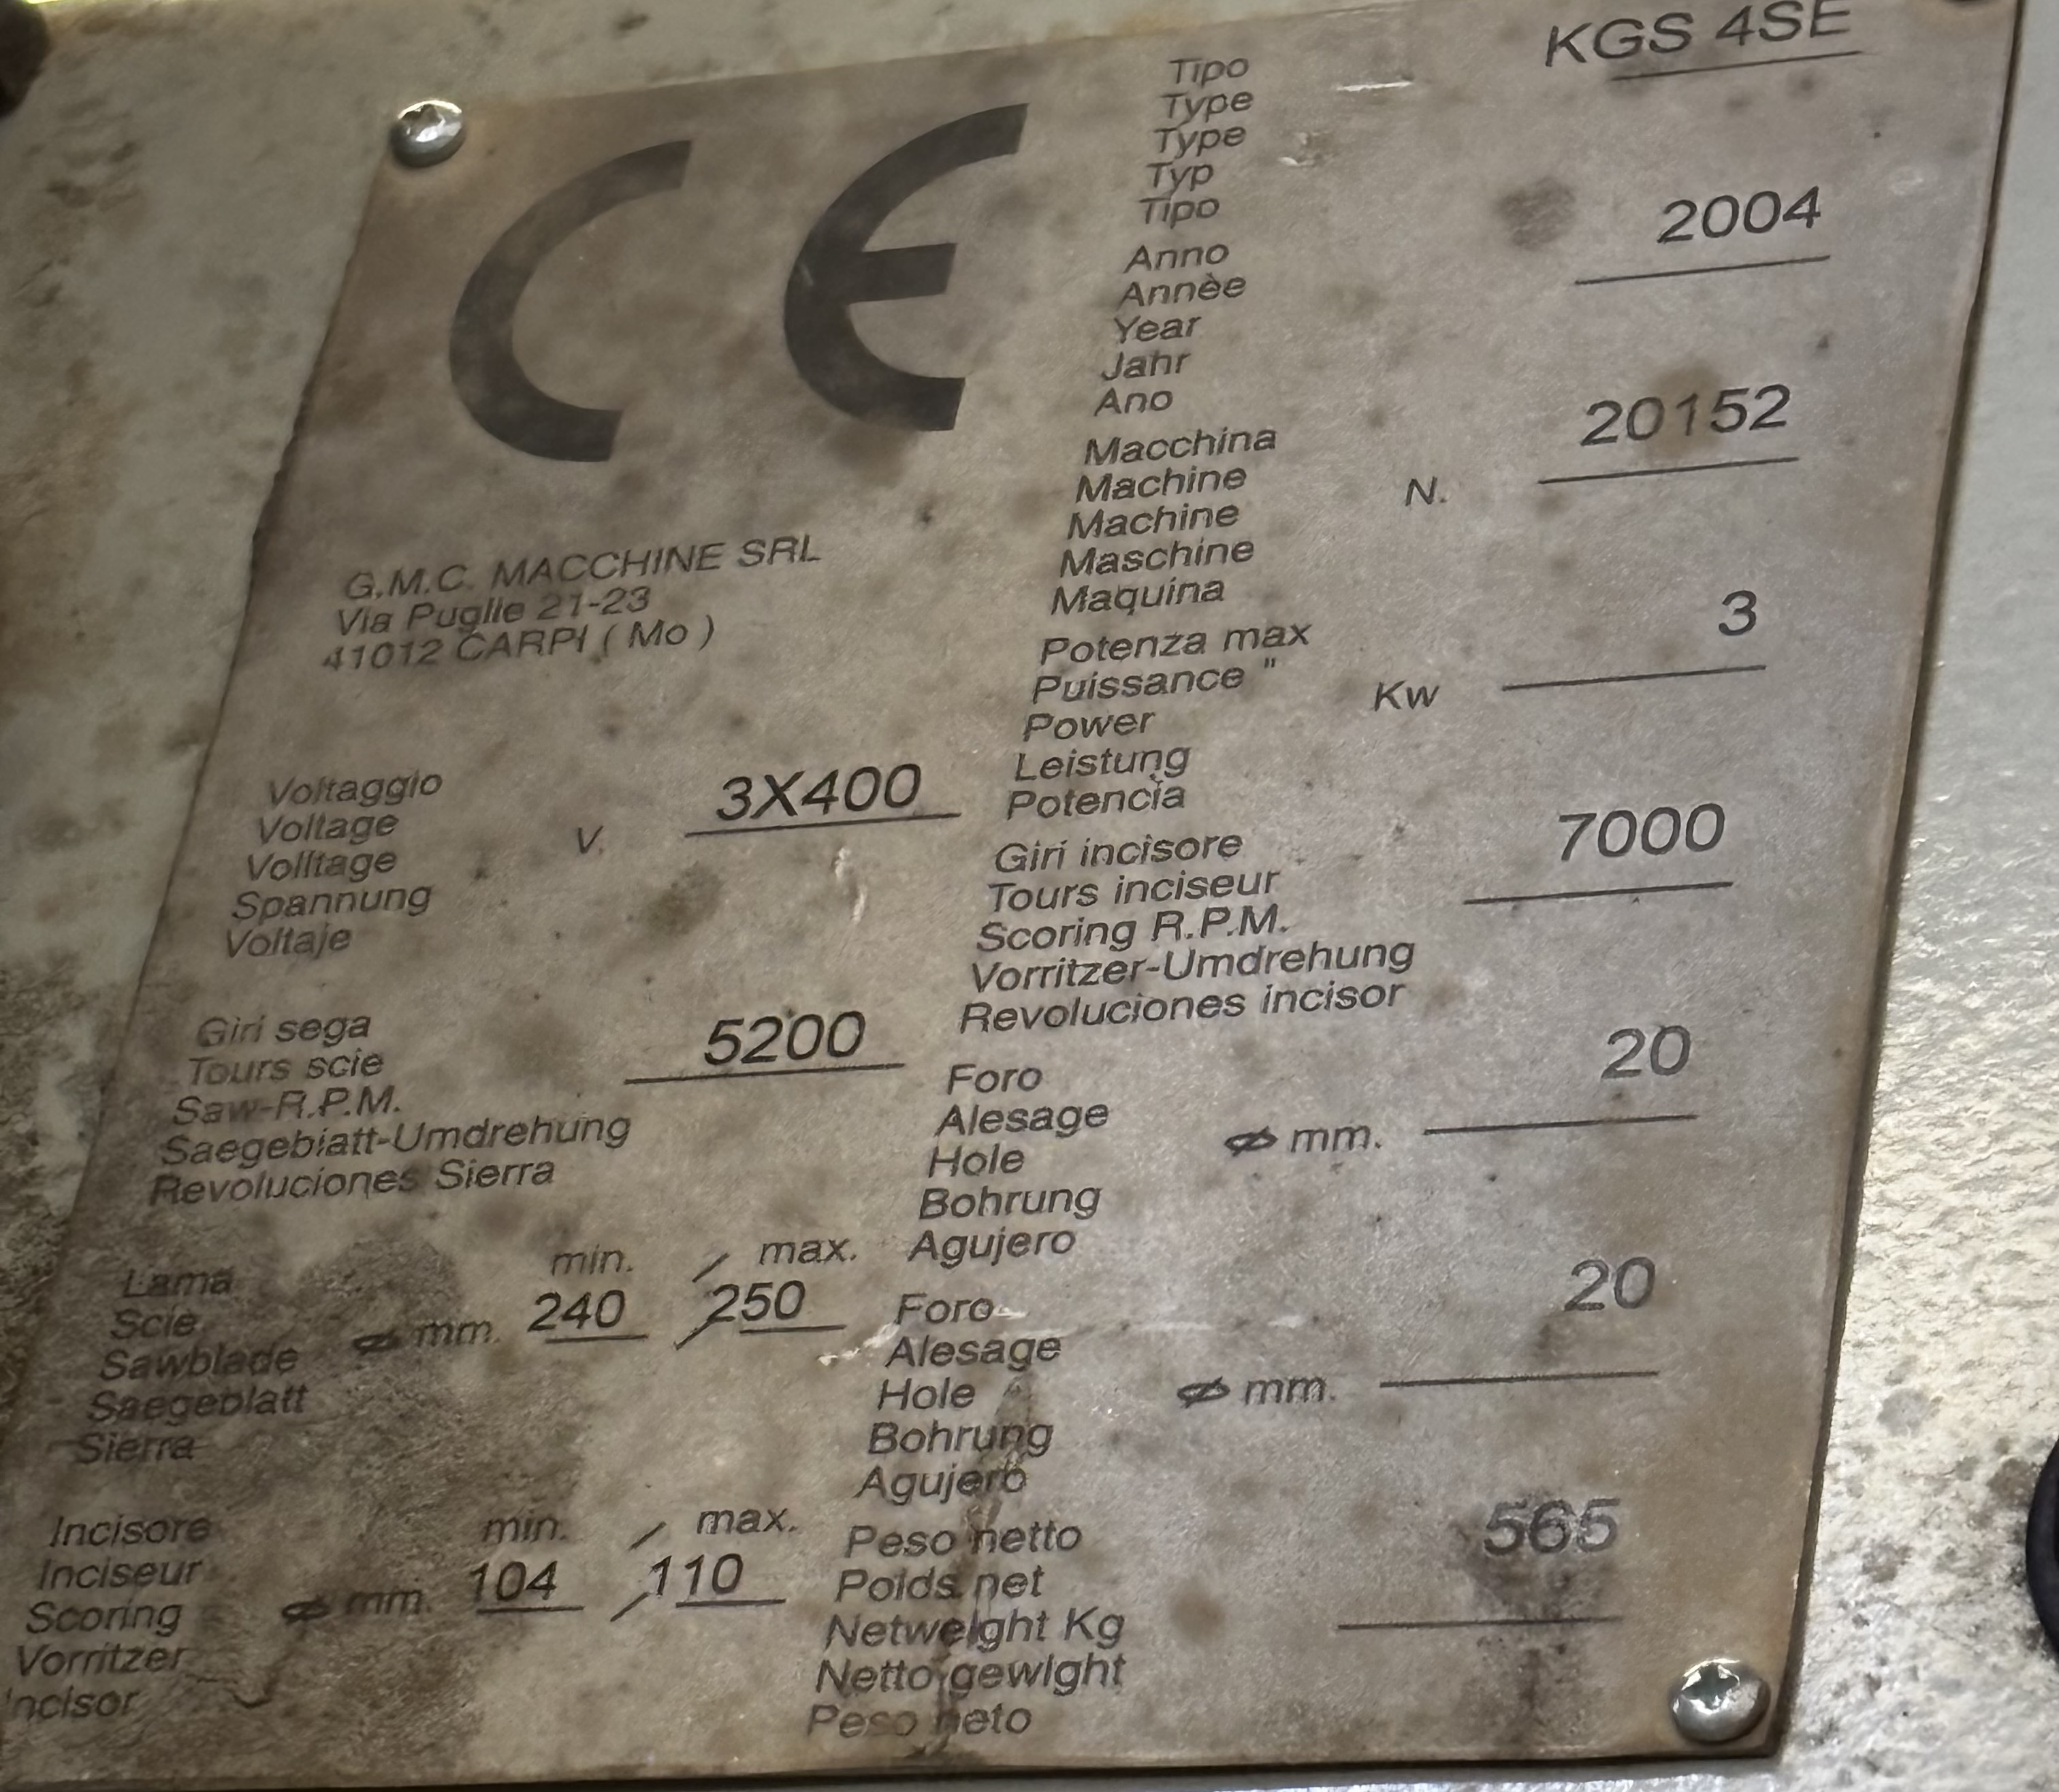 CE
G.M.C. MACCHINE SRL
Via Puglie 21-23
41012 CARPI ( Mo )
Voltaggio
Voltage
Volltage
Spannung
Voltaje
V. 3X400
Giri sega
Tours scie
Saw-R.P.M.
Saegeblatt-Umdrehung
Revoluciones Sierra
5200
Lama
Scie
Sawblade
Saegeblatt
Sierra
min. / max.
ø mm. 240 / 250
Incisore
Inciseur
Scoring
Vorritzer
Incisor
min. / max.
ø mm. 104 / 110
Tipo
Type
Type
Typ
Tipo
KGS 4SE
Anno
Annèe
Year
Jahr
Ano
2004
Macchina
Machine
Machine
Maschine
Maquina
N. 20152
Potenza max
Puissance "
Power
Leistung
Potencia
Kw 3
Giri incisore
Tours inciseur
Scoring R.P.M.
Vorritzer-Umdrehung
Revoluciones incisor
7000
Foro
Alesage
Hole
Bohrung
Agujero
ø mm. 20
Foro
Alesage
Hole
Bohrung
Agujero
ø mm. 20
Peso netto
Poids net
Netweight Kg
Netto gewight
Peso neto
565